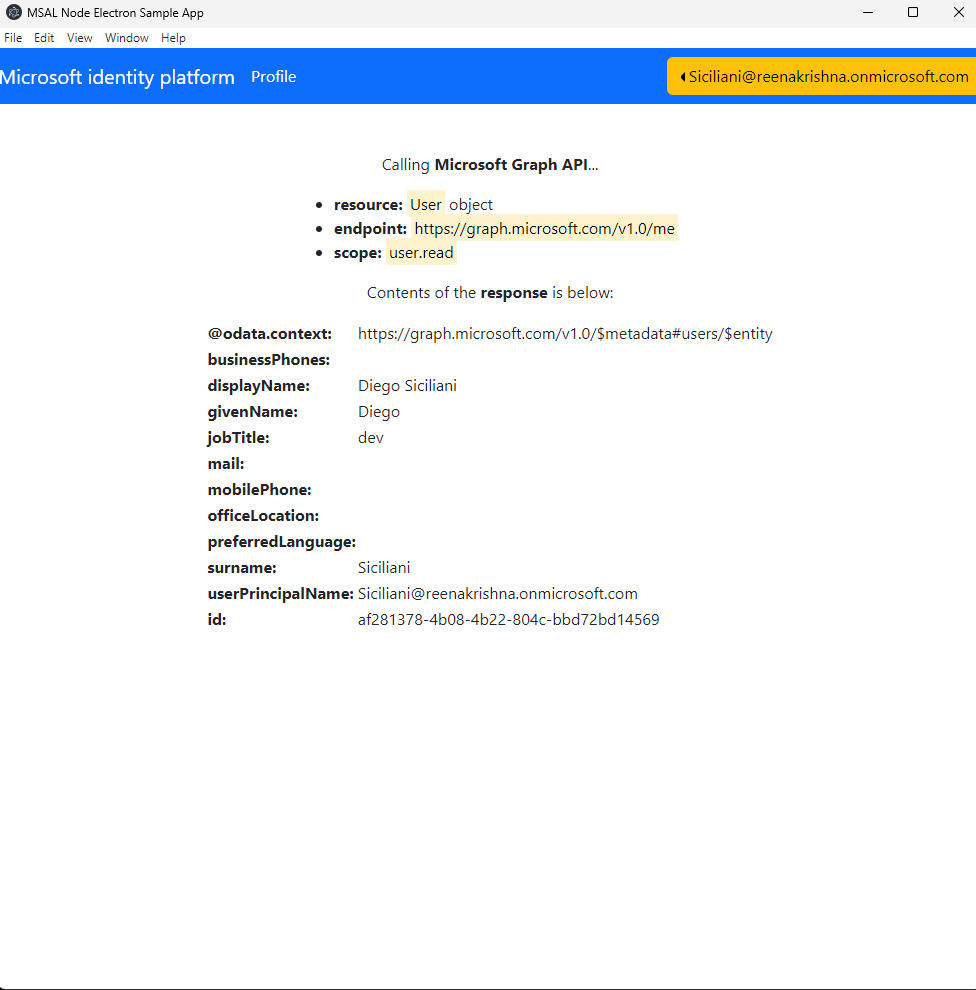 MSAL Node Electron Sample App
File Edit View Window Help
Microsoft identity platform Profile Siciliani@reenakrishna.onmicrosoft.com
Calling Microsoft Graph API...
resource: User object
endpoint: https://graph.microsoft.com/v1.0/me
scope: user.read
Contents of the response is below:
@odata.context: https://graph.microsoft.com/v1.0/$metadata#users/$entity
businessPhones:
displayName: Diego Siciliani
givenName: Diego
jobTitle: dev
mail:
mobilePhone:
officeLocation:
preferredLanguage:
surname: Siciliani
userPrincipalName: Siciliani@reenakrishna.onmicrosoft.com
id: af281378-4b08-4b22-804c-bbd72bd14569